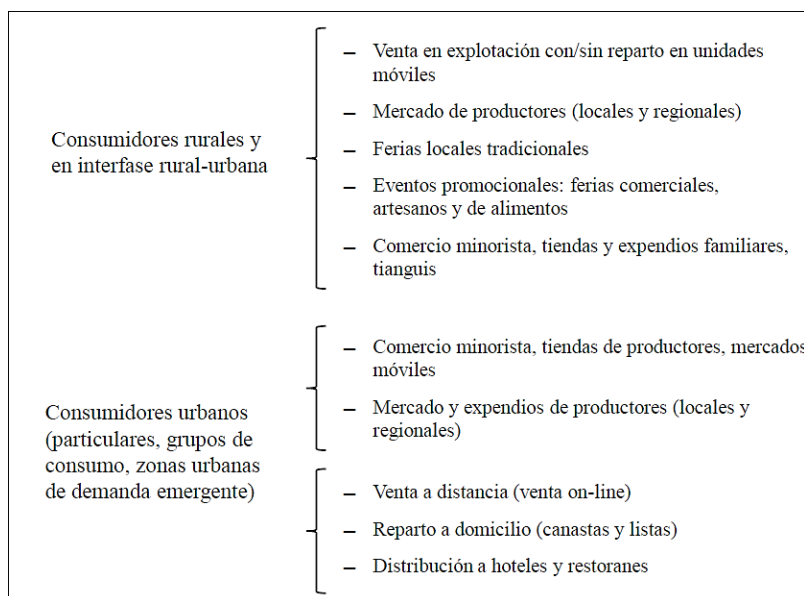 Consumidores rurales y
en interfase rural-urbana
– Venta en explotación con/sin reparto en unidades
móviles
– Mercado de productores (locales y regionales)
– Ferias locales tradicionales
– Eventos promocionales: ferias comerciales,
artesanos y de alimentos
– Comercio minorista, tiendas y expendios familiares,
tianguis
Consumidores urbanos
(particulares, grupos de
consumo, zonas urbanas
de demanda emergente)
– Comercio minorista, tiendas de productores, mercados
móviles
– Mercado y expendios de productores (locales y
regionales)
– Venta a distancia (venta on-line)
– Reparto a domicilio (canastas y listas)
– Distribución a hoteles y restoranes